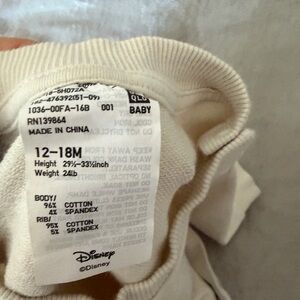 1036-00FA-16B 001
QLO
BABY
RN139864
MADE IN CHINA
12-18M
Height 29½-33½inch
Weight 24lb
BODY/
96% COTTON
4% SPANDEX
RIB/
95% COTTON
5% SPANDEX
Disney
©Disney